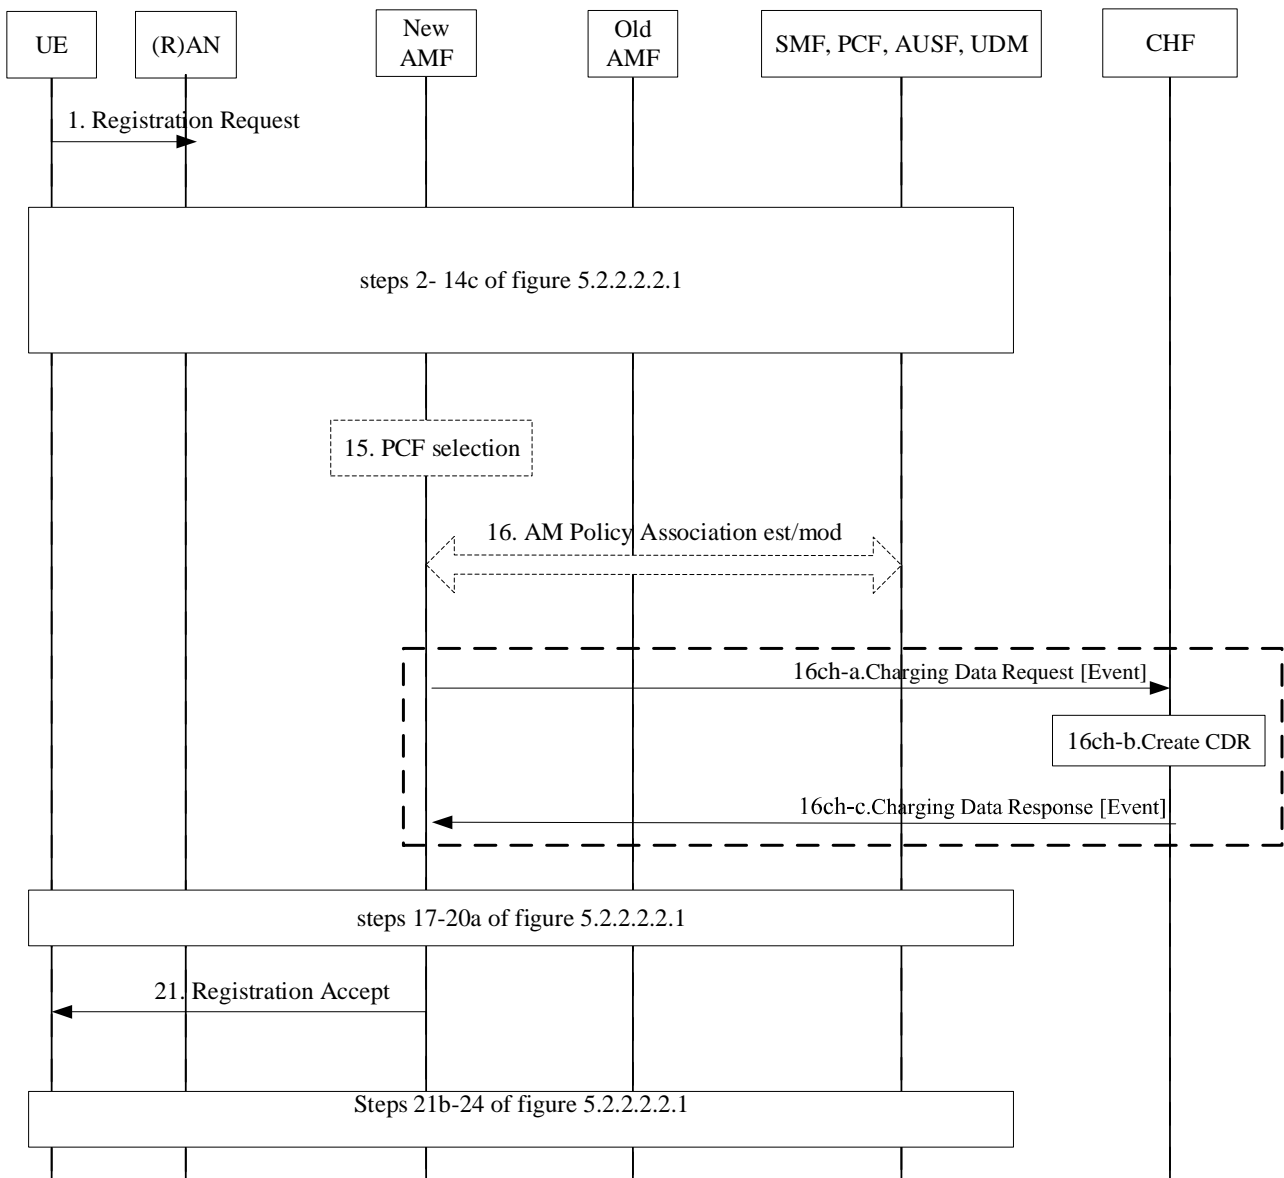 UE
(R)AN
New
AMF
Old
AMF
SMF, PCF, AUSF, UDM
CHF
1. Registration Request
steps 2- 14c of figure 5.2.2.2.2.1
15. PCF selection
16. AM Policy Association est/mod
16ch-a.Charging Data Request [Event]
16ch-b.Create CDR
16ch-c.Charging Data Response [Event]
steps 17-20a of figure 5.2.2.2.2.1
21. Registration Accept
Steps 21b-24 of figure 5.2.2.2.2.1